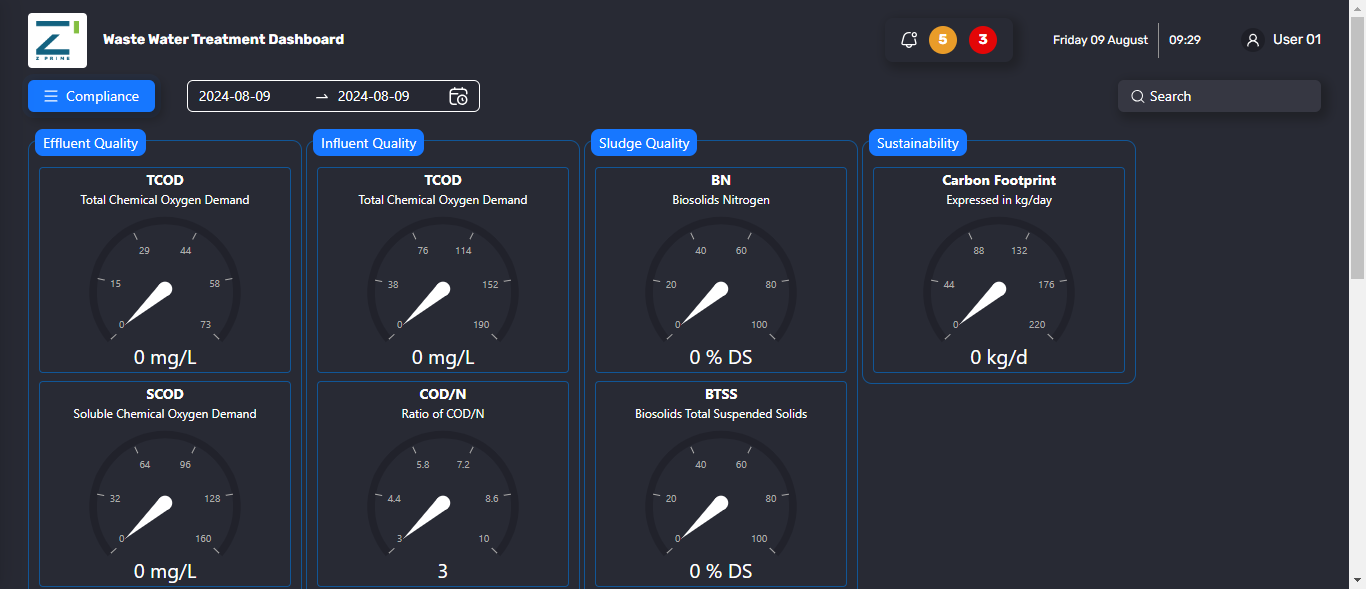 Z PRIME
Waste Water Treatment Dashboard
5
3
Friday 09 August
09:29
User 01
Compliance
2024-08-09
2024-08-09
Search
Effluent Quality
TCOD
Total Chemical Oxygen Demand
0
15
29
44
58
73
0 mg/L
SCOD
Soluble Chemical Oxygen Demand
0
32
64
96
128
160
0 mg/L
Influent Quality
TCOD
Total Chemical Oxygen Demand
0
38
76
114
152
190
0 mg/L
COD/N
Ratio of COD/N
3
4.4
5.8
7.2
8.6
10
3
Sludge Quality
BN
Biosolids Nitrogen
0
20
40
60
80
100
0 % DS
BTSS
Biosolids Total Suspended Solids
0
20
40
60
80
100
0 % DS
Sustainability
Carbon Footprint
Expressed in kg/day
0
44
88
132
176
220
0 kg/d